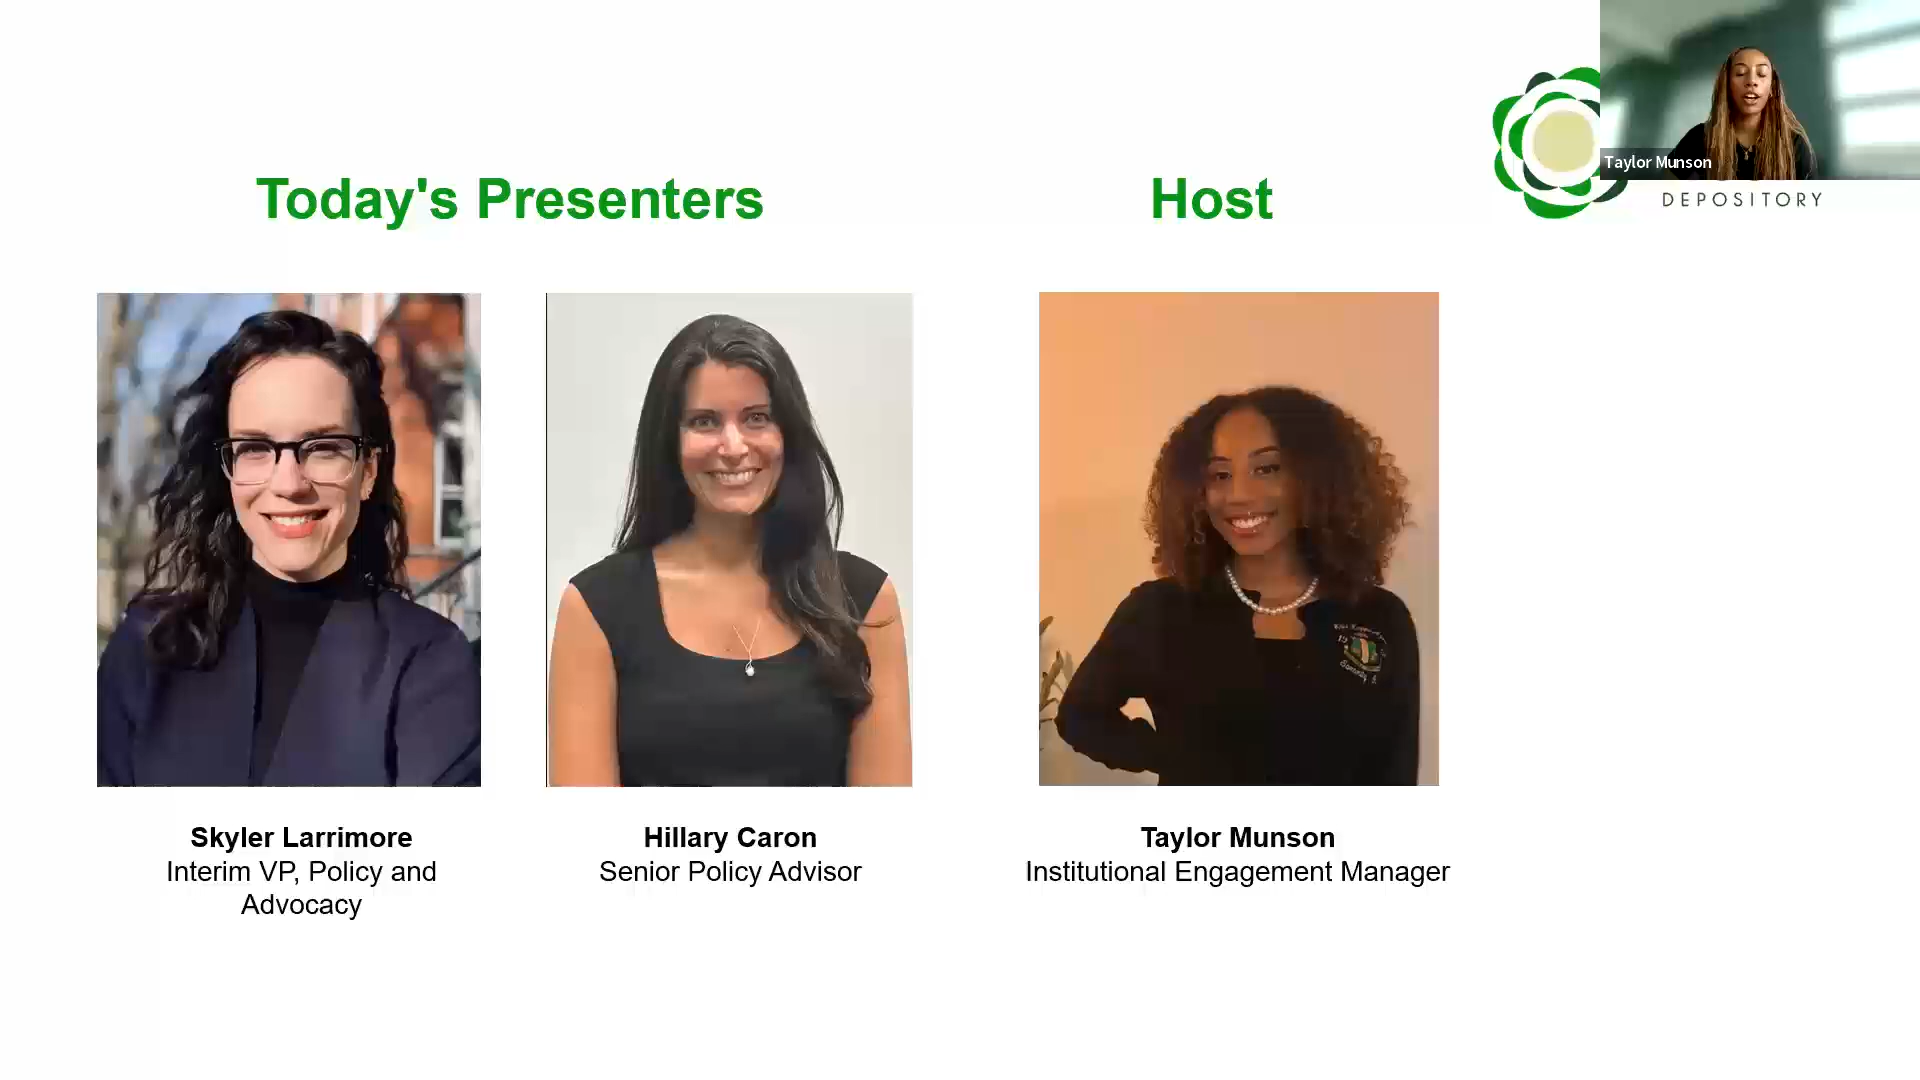 Taylor Munson
DEPOSITORY
Today's Presenters
Host
Skyler Larrimore
Interim VP, Policy and
Advocacy
Hillary Caron
Senior Policy Advisor
Taylor Munson
Institutional Engagement Manager